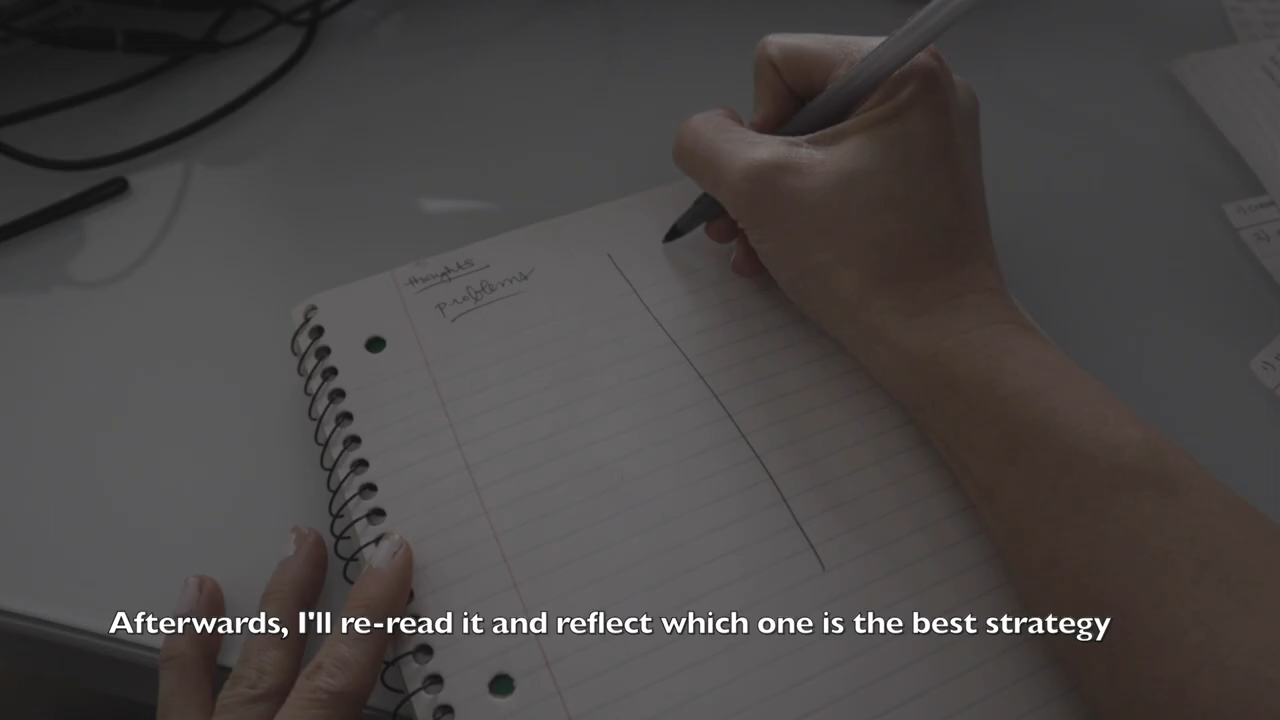 thoughts
problems
Afterwards, I'll re-read it and reflect which one is the best strategy